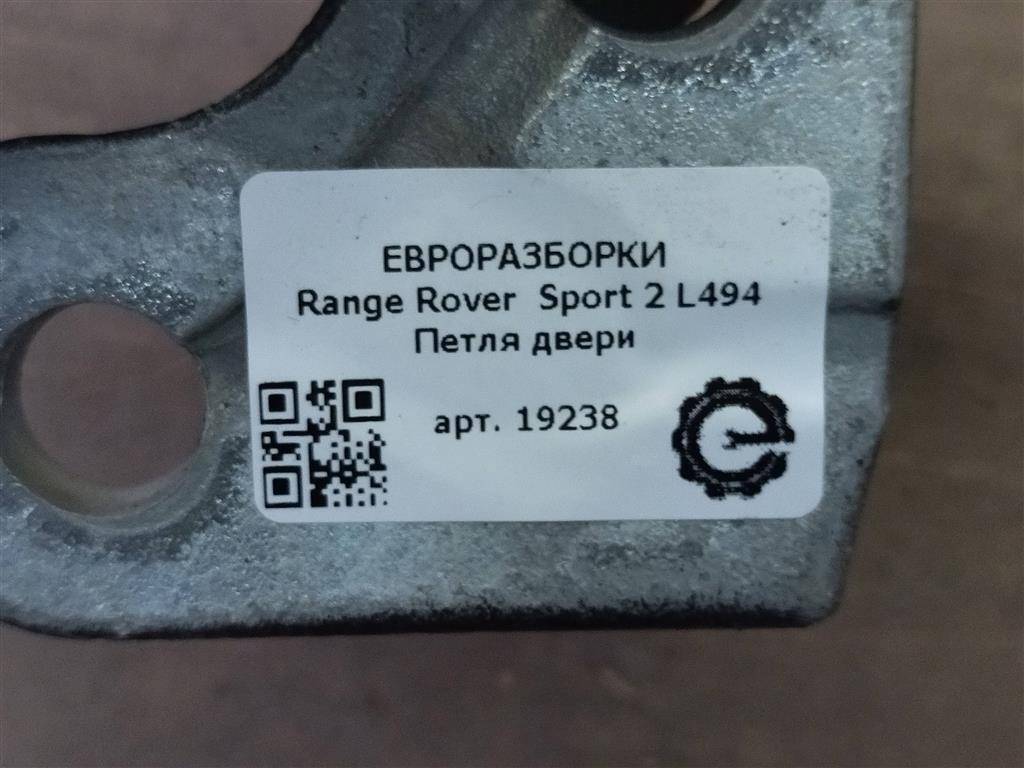 ЕВРОРАЗБОРКИ
Range Rover Sport 2 L494
Петля двери
арт. 19238